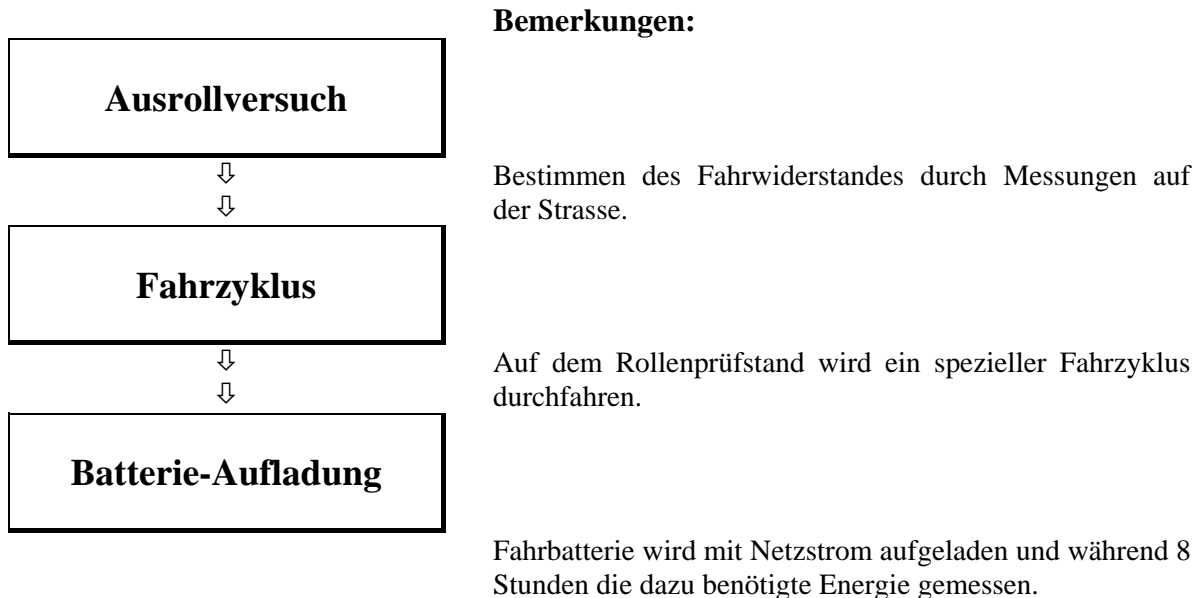 Bemerkungen:
Ausrollversuch
⇩
⇩
Bestimmen des Fahrwiderstandes durch Messungen auf
der Strasse.
Fahrzyklus
⇩
⇩
Auf dem Rollenprüfstand wird ein spezieller Fahrzyklus
durchfahren.
Batterie-Aufladung
Fahrbatterie wird mit Netzstrom aufgeladen und während 8
Stunden die dazu benötigte Energie gemessen.